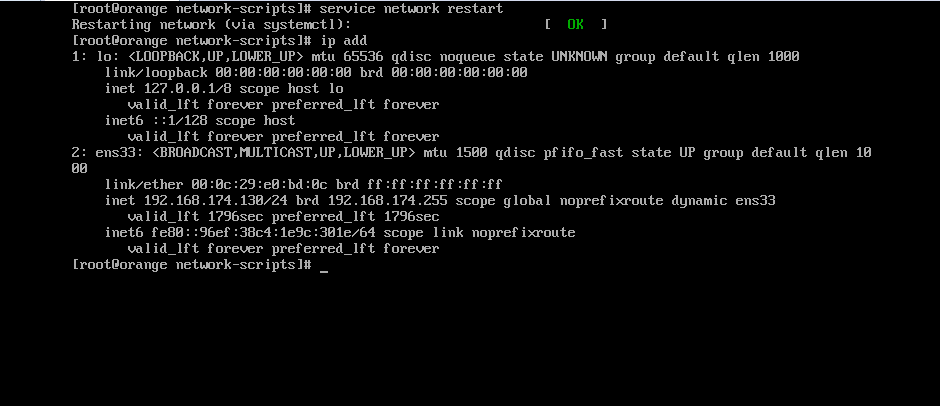 [root@orange network-scripts]# service network restart
Restarting network (via systemctl):                        [  OK  ]
[root@orange network-scripts]# ip add
1: lo: <LOOPBACK,UP,LOWER_UP> mtu 65536 qdisc noqueue state UNKNOWN group default qlen 1000
    link/loopback 00:00:00:00:00:00 brd 00:00:00:00:00:00
    inet 127.0.0.1/8 scope host lo
       valid_lft forever preferred_lft forever
    inet6 ::1/128 scope host
       valid_lft forever preferred_lft forever
2: ens33: <BROADCAST,MULTICAST,UP,LOWER_UP> mtu 1500 qdisc pfifo_fast state UP group default qlen 10
00
    link/ether 00:0c:29:e0:bd:0c brd ff:ff:ff:ff:ff:ff
    inet 192.168.174.130/24 brd 192.168.174.255 scope global noprefixroute dynamic ens33
       valid_lft 1796sec preferred_lft 1796sec
    inet6 fe80::96ef:38c4:1e9c:301e/64 scope link noprefixroute
       valid_lft forever preferred_lft forever
[root@orange network-scripts]# _